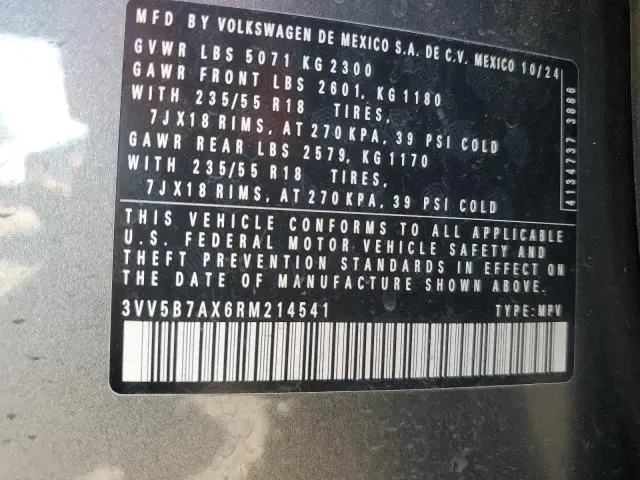 MFD BY VOLKSWAGEN DE MEXICO S.A. DE C.V. MEXICO 10/24
GVWR LBS 5071 KG 2300
GAWR FRONT LBS 2601, KG 1180
WITH 235/55 R18 TIRES,
7JX18 RIMS, AT 270 KPA, 39 PSI COLD
GAWR REAR LBS 2579, KG 1170
WITH 235/55 R18 TIRES,
7JX18 RIMS, AT 270 KPA, 39 PSI COLD
THIS VEHICLE CONFORMS TO ALL APPLICABLE
U.S. FEDERAL MOTOR VEHICLE SAFETY AND
THEFT PREVENTION STANDARDS IN EFFECT ON
THE DATE OF MANUFACTURE SHOWN ABOVE.
3VV5B7AX6RM214541 TYPE:MPV
4134737 3886